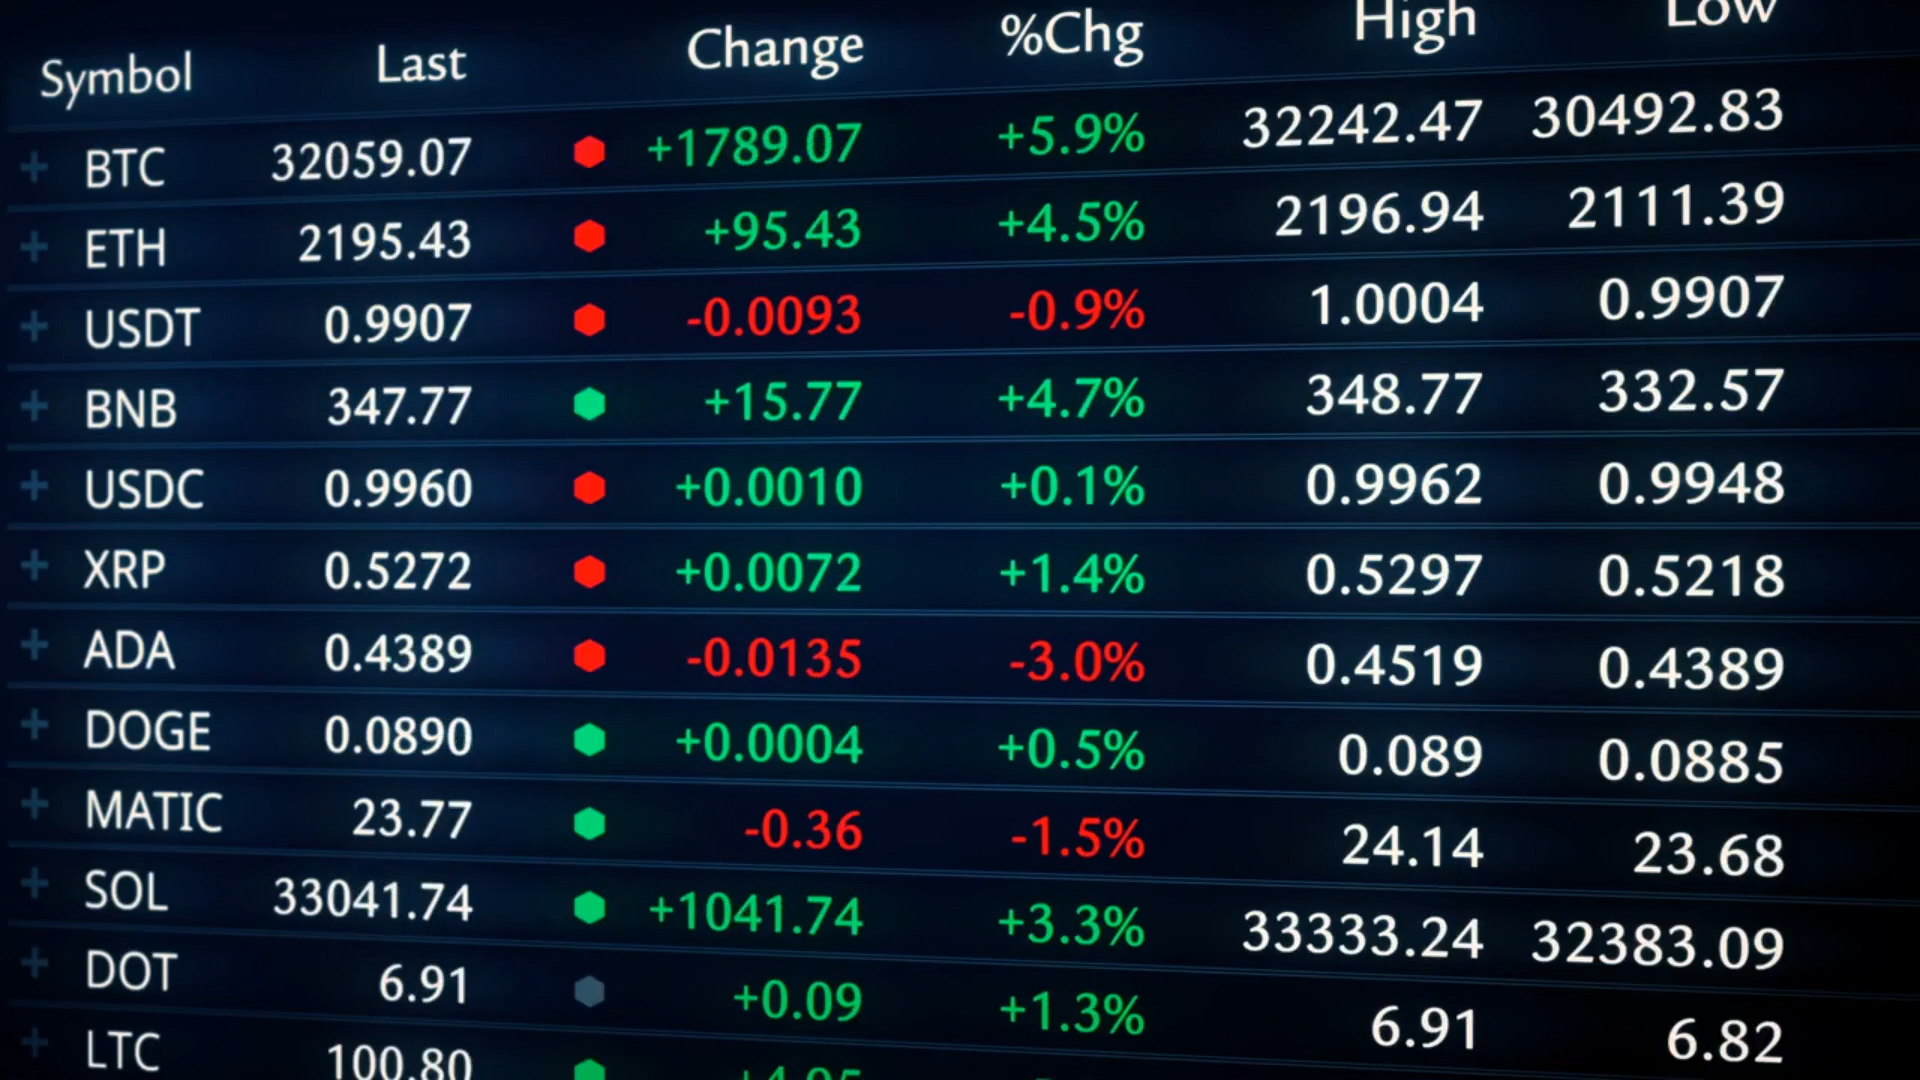 Symbol Last Change %Chg High Low
+ BTC 32059.07 +1789.07 +5.9% 32242.47 30492.83
+ ETH 2195.43 +95.43 +4.5% 2196.94 2111.39
+ USDT 0.9907 -0.0093 -0.9% 1.0004 0.9907
+ BNB 347.77 +15.77 +4.7% 348.77 332.57
+ USDC 0.9960 +0.0010 +0.1% 0.9962 0.9948
+ XRP 0.5272 +0.0072 +1.4% 0.5297 0.5218
+ ADA 0.4389 -0.0135 -3.0% 0.4519 0.4389
+ DOGE 0.0890 +0.0004 +0.5% 0.089 0.0885
+ MATIC 23.77 -0.36 -1.5% 24.14 23.68
+ SOL 33041.74 +1041.74 +3.3% 33333.24 32383.09
+ DOT 6.91 +0.09 +1.3% 6.91 6.82
+ LTC 100.80